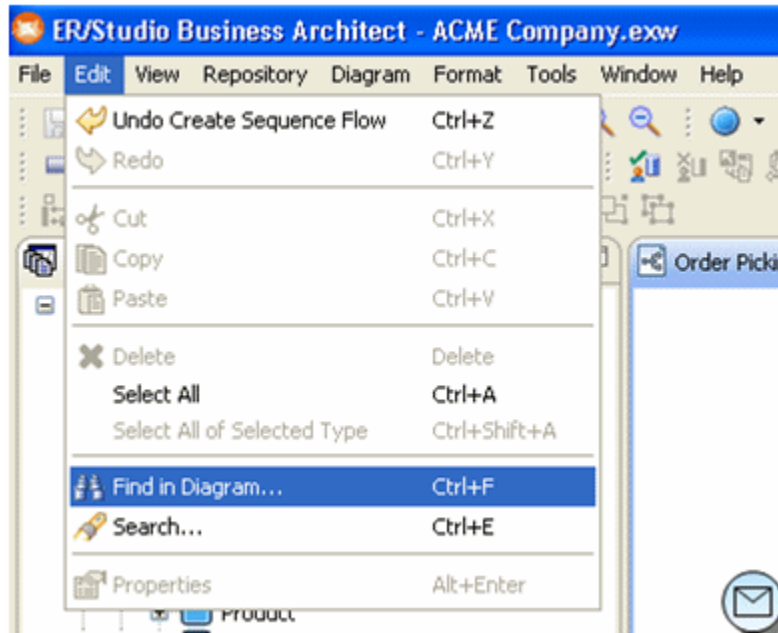 ER/Studio Business Architect - ACME Company.exw
File Edit View Repository Diagram Format Tools Window Help
Undo Create Sequence Flow Ctrl+Z
Redo Ctrl+Y
Cut Ctrl+X
Copy Ctrl+C
Paste Ctrl+V
Delete Delete
Select All Ctrl+A
Select All of Selected Type Ctrl+Shift+A
Find in Diagram... Ctrl+F
Search... Ctrl+E
Properties Alt+Enter
Order Picki
Product